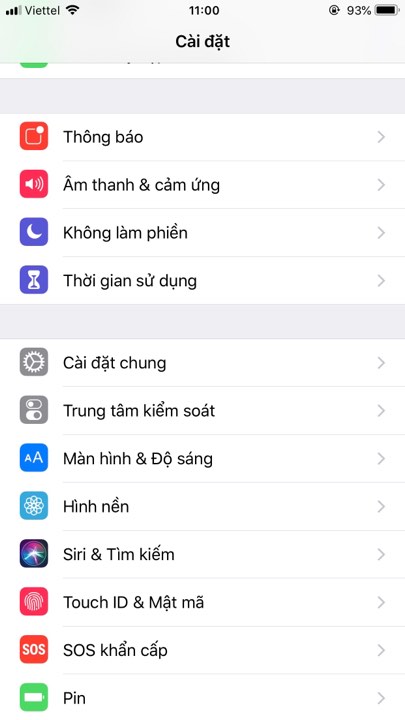 Viettel 11:00 93%
Cài đặt
Thông báo
Âm thanh & cảm ứng
Không làm phiền
Thời gian sử dụng
Cài đặt chung
Trung tâm kiểm soát
AA Màn hình & Độ sáng
Hình nền
Siri & Tìm kiếm
Touch ID & Mật mã
SOS SOS khẩn cấp
Pin